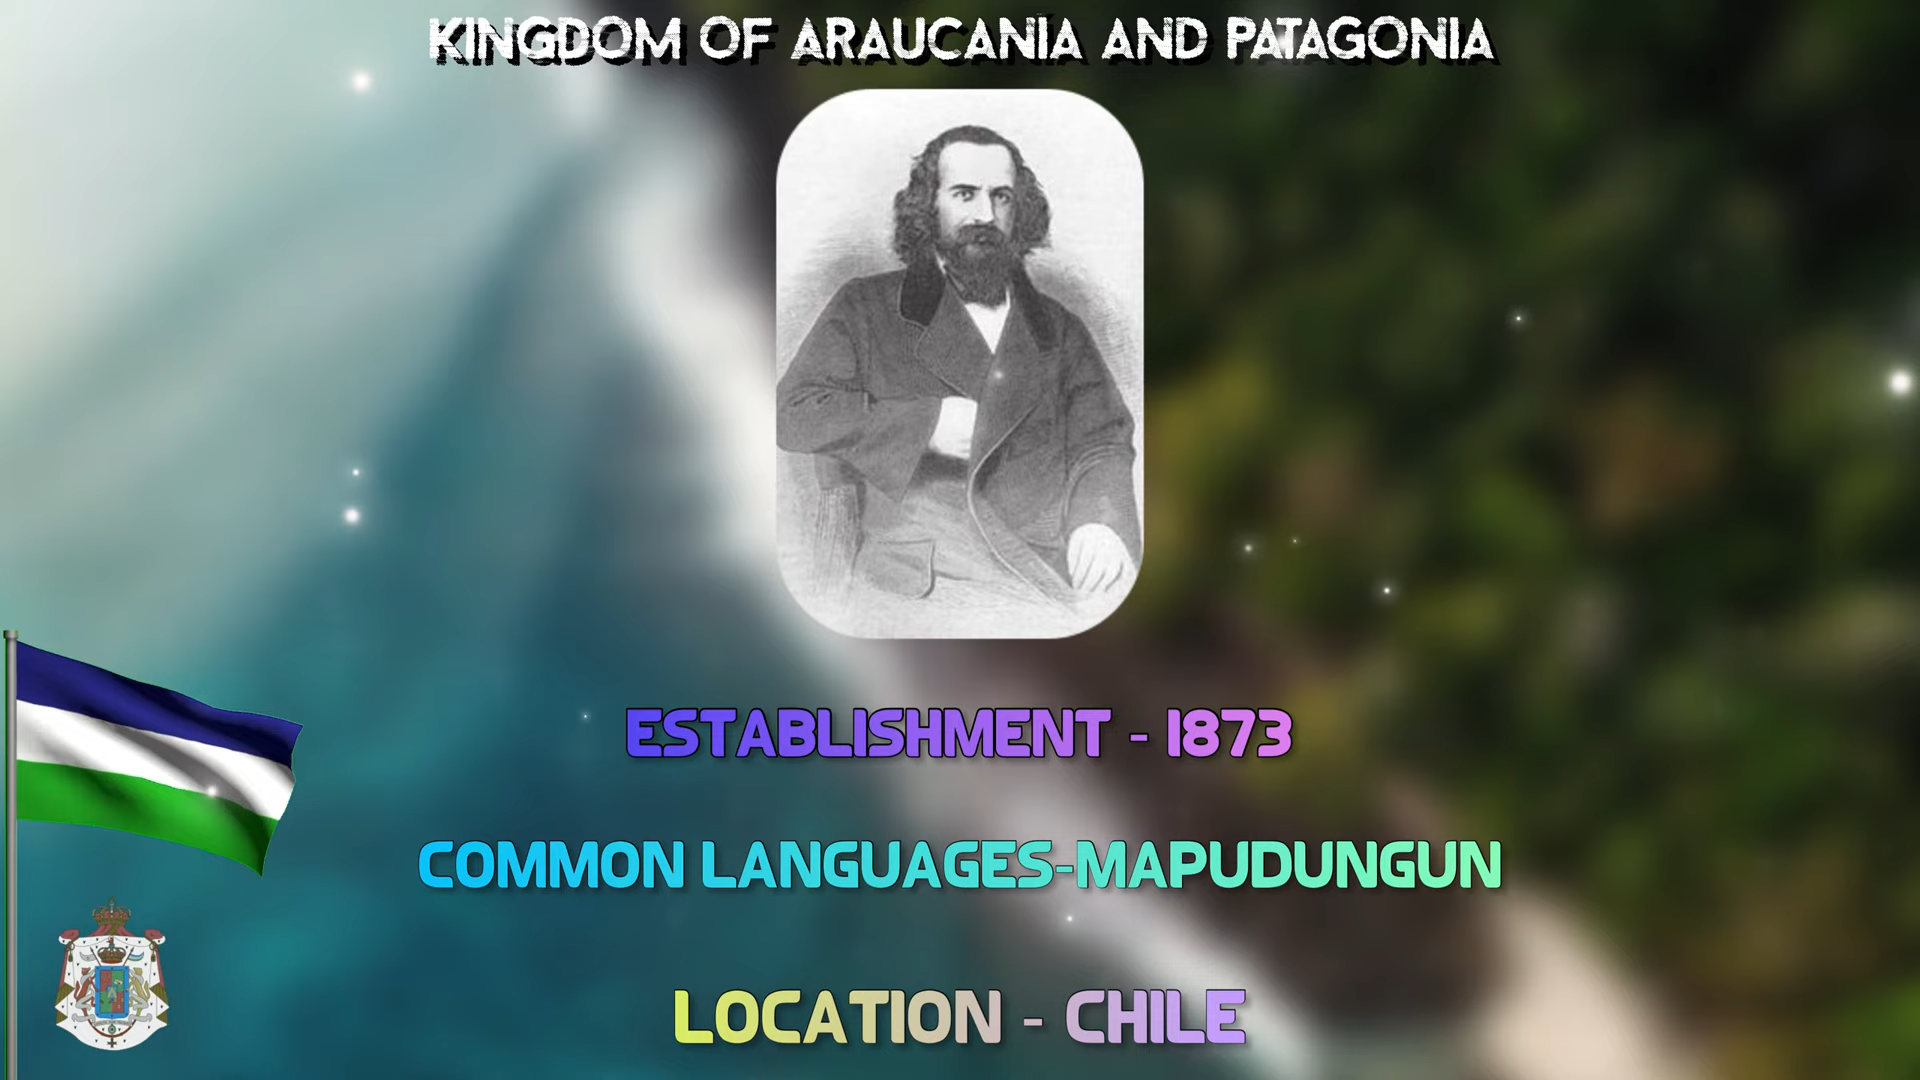 KINGDOM OF ARAUCANIA AND PATAGONIA
ESTABLISHMENT - 1873
COMMON LANGUAGES-MAPUDUNGUN
LOCATION - CHILE